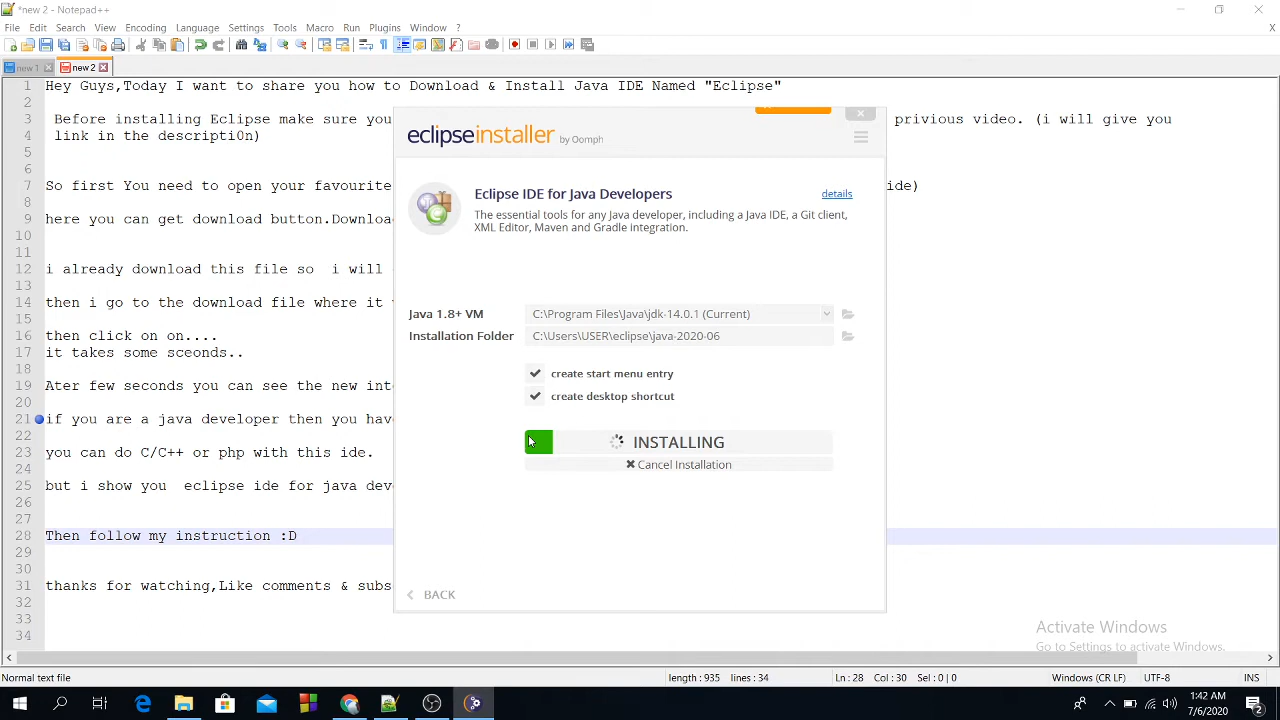 *new 2 - Notepad++
File Edit Search View Encoding Language Settings Tools Macro Run Plugins Window ? X
new 1 new 2
1 Hey Guys,Today I want to share you how to Download & Install Java IDE Named "Eclipse"
2
3 Before installing Eclipse make sure you privious video. (i will give you
4 link in the descripti0n)
5
6
7 So first You need to open your favourite ide)
8
9 here you can get download button.Downloa
10
11
12 i already download this file so i will
13
14 then i go to the download file where it
15
16 then click on on....
17 it takes some sceonds..
18
19 Ater few seconds you can see the new int
20
21 if you are a java developer then you hav
22
23 you can do C/C++ or php with this ide.
24
25 but i show you eclipse ide for java dev
26
27
28 Then follow my instruction :D
29
30
31 thanks for watching,Like comments & subs
32
33
34
eclipseinstaller by Oomph
Eclipse IDE for Java Developers details
The essential tools for any Java developer, including a Java IDE, a Git client,
XML Editor, Maven and Gradle integration.
Java 1.8+ VM C:\Program Files\Java\jdk-14.0.1 (Current)
Installation Folder C:\Users\USER\eclipse\java-2020-06
create start menu entry
create desktop shortcut
INSTALLING
Cancel Installation
BACK
Activate Windows
Go to Settings to activate Windows.
Normal text file length : 935 lines : 34 Ln : 28 Col : 30 Sel : 0 | 0 Windows (CR LF) UTF-8 INS
1:42 AM
7/6/2020
2